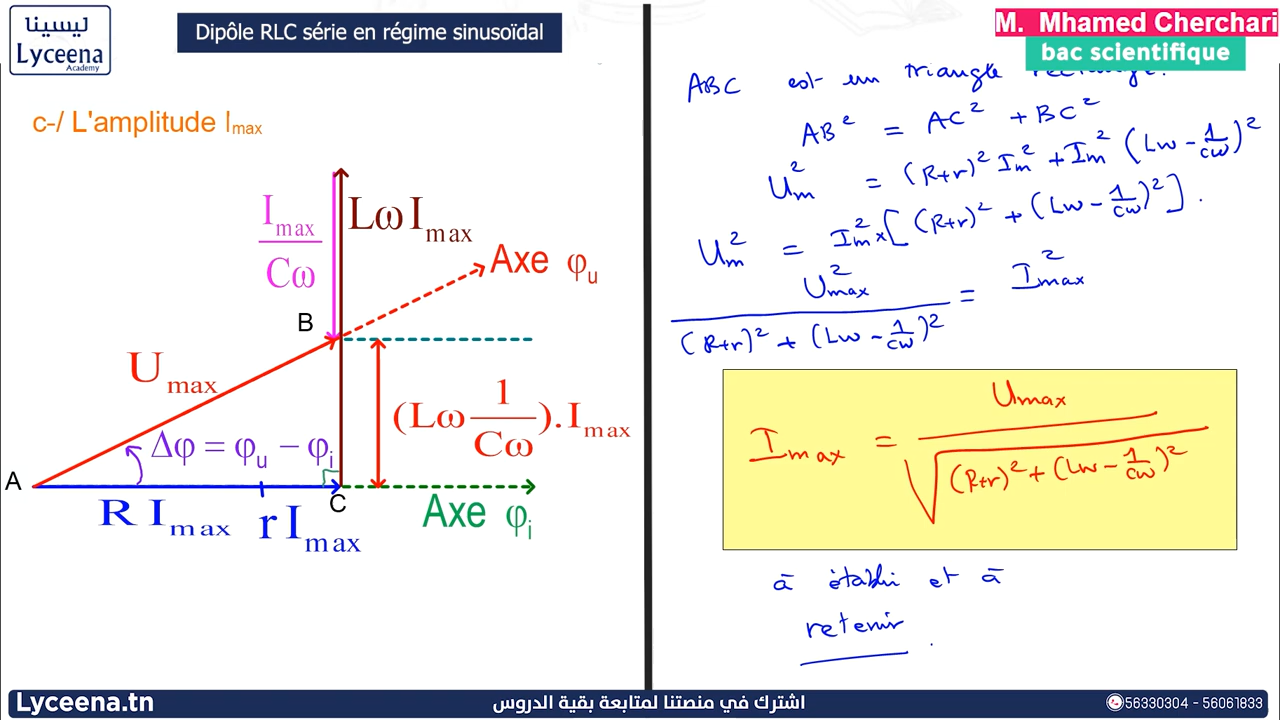 ليسينا
Lyceena
Academy
Dipôle RLC série en régime sinusoïdal
M. Mhamed Cherchari
bac scientifique
c-/ L'amplitude Imax
Imax
Cω
LωImax
Axe φu
B
Umax
(Lω 1/Cω).Imax
Δφ = φu − φi
A
C
R Imax
rImax
Axe φi
ABC est un triangle rectangle.
AB² = AC² + BC²
Um² = (R+r)² Im² + Im² (Lω - 1/Cω)²
Um² = Im² × [(R+r)² + (Lω - 1/Cω)²].
Umax² / ((R+r)² + (Lω - 1/Cω)²) = Imax²
Imax = Umax / √((R+r)² + (Lω - 1/Cω)²)
à établir et à
retenir.
Lyceena.tn
اشترك في منصتنا لمتابعة بقية الدروس
56330304 - 56061833